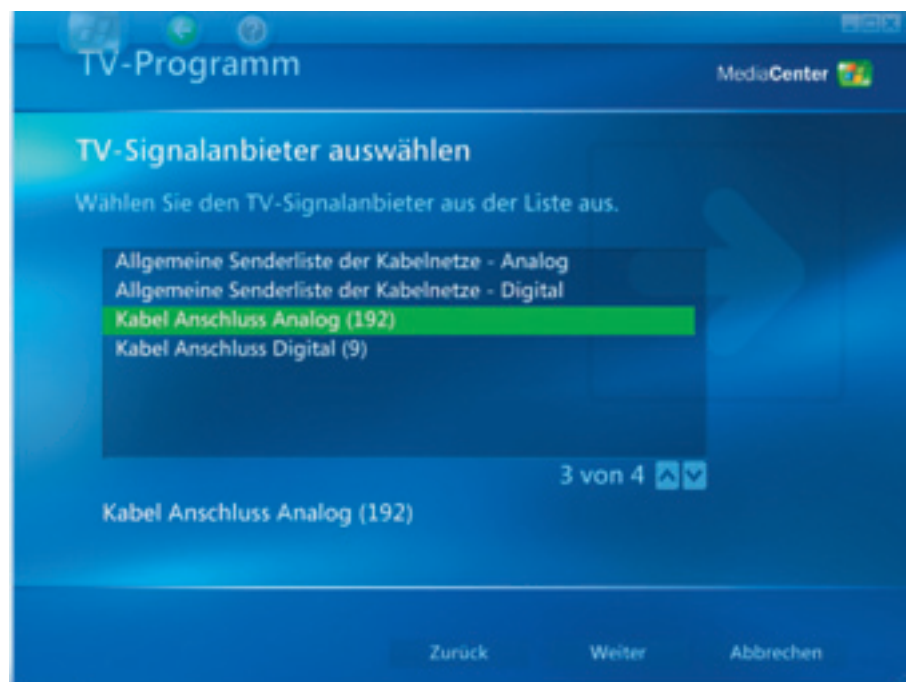 TV-Programm
MediaCenter
TV-Signalanbieter auswählen
Wählen Sie den TV-Signalanbieter aus der Liste aus.
Allgemeine Senderliste der Kabelnetze - Analog
Allgemeine Senderliste der Kabelnetze - Digital
Kabel Anschluss Analog (192)
Kabel Anschluss Digital (9)
3 von 4
Kabel Anschluss Analog (192)
Zurück Weiter Abbrechen